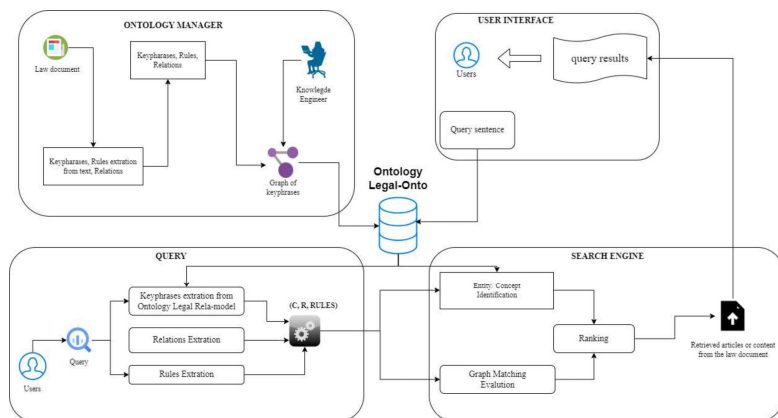 ONTOLOGY MANAGER
Law document
Keypharases, Rules,
Relations
Knowlegde
Engineer
Keypharases, Rules extration
from text, Relations
Graph of
keyphrases
USER INTERFACE
Users
query results
Query sentence
Ontology
Legal-Onto
QUERY
Keyphrases extration from
Ontology Legal Rela-model
(C, R, RULES)
Relations Extration
Query
Users
Rules Extration
SEARCH ENGINE
Entity/ Concept
Identification
Ranking
Graph Matching
Evalution
Retrieved articles or content
from the law document